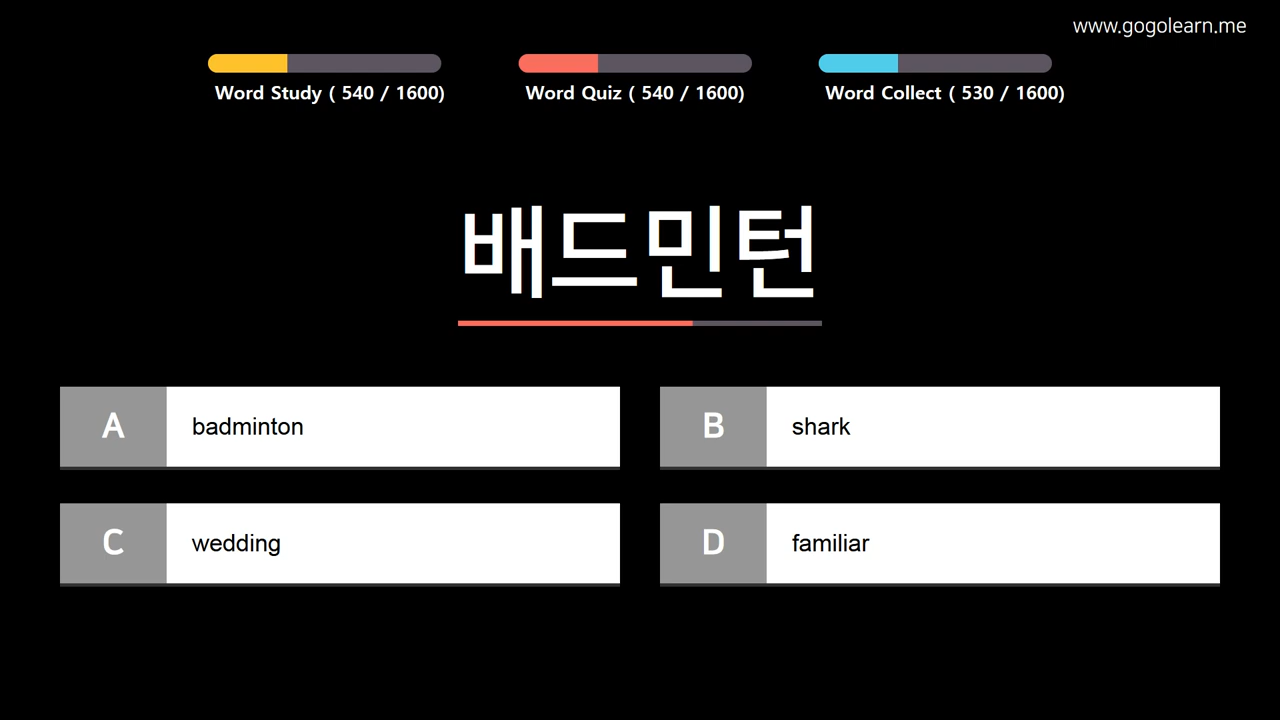 www.gogolearn.me
Word Study ( 540 / 1600)
Word Quiz ( 540 / 1600)
Word Collect ( 530 / 1600)
배드민턴
A badminton
B shark
C wedding
D familiar